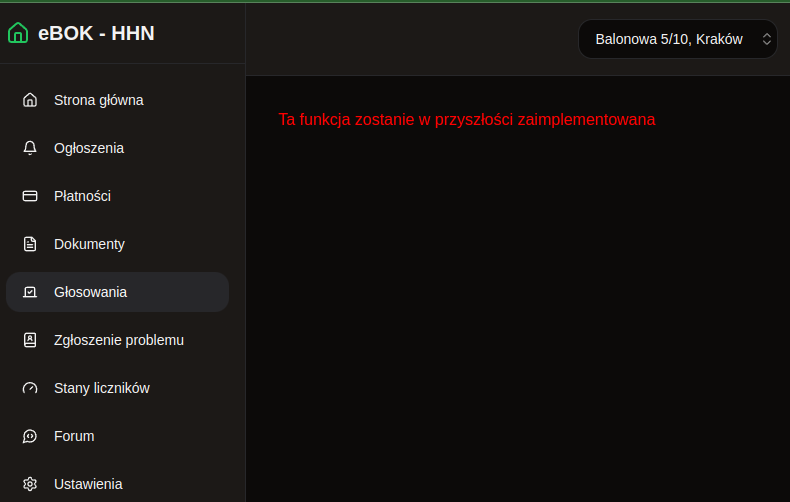 eBOK - HHN
Balonowa 5/10, Kraków
Strona główna
Ogłoszenia
Płatności
Dokumenty
Głosowania
Zgłoszenie problemu
Stany liczników
Forum
Ustawienia
Ta funkcja zostanie w przyszłości zaimplementowana